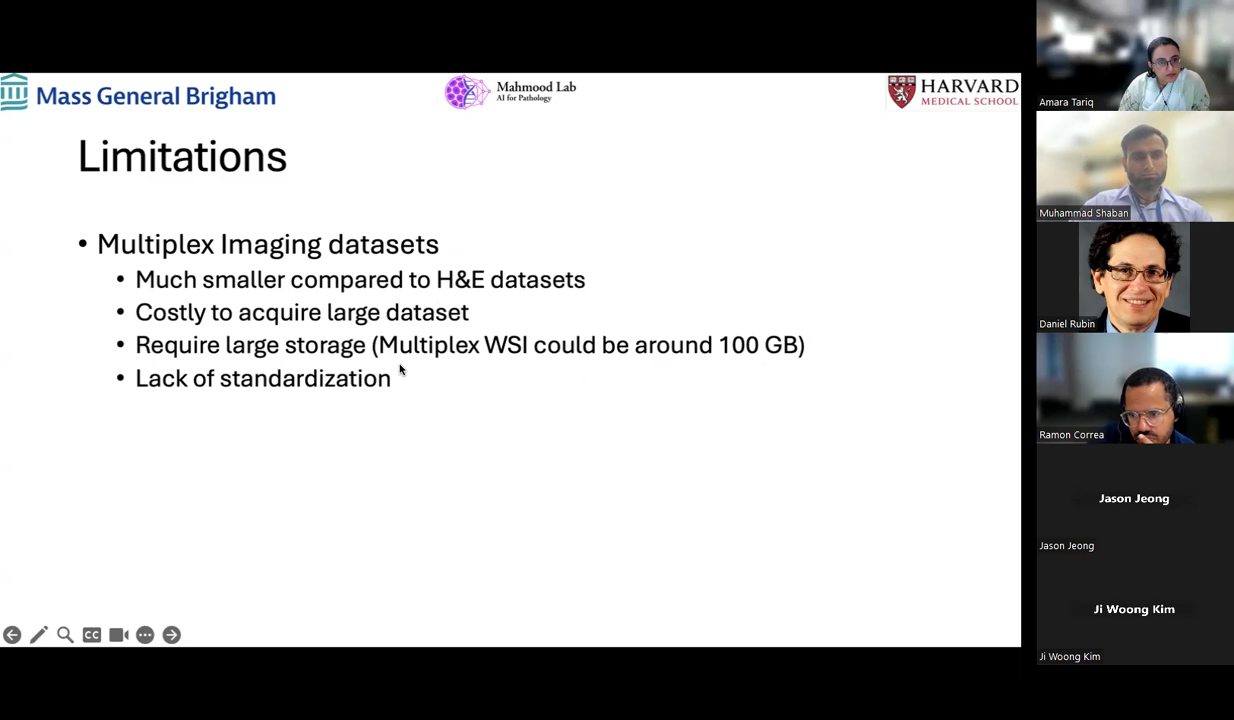 Mass General Brigham
Mahmood Lab
AI for Pathology
HARVARD
MEDICAL SCHOOL
Limitations
• Multiplex Imaging datasets
• Much smaller compared to H&E datasets
• Costly to acquire large dataset
• Require large storage (Multiplex WSI could be around 100 GB)
• Lack of standardization
CC
Amara Tariq
Muhammad Shaban
Daniel Rubin
Ramon Correa
Jason Jeong
Jason Jeong
Ji Woong Kim
Ji Woong Kim